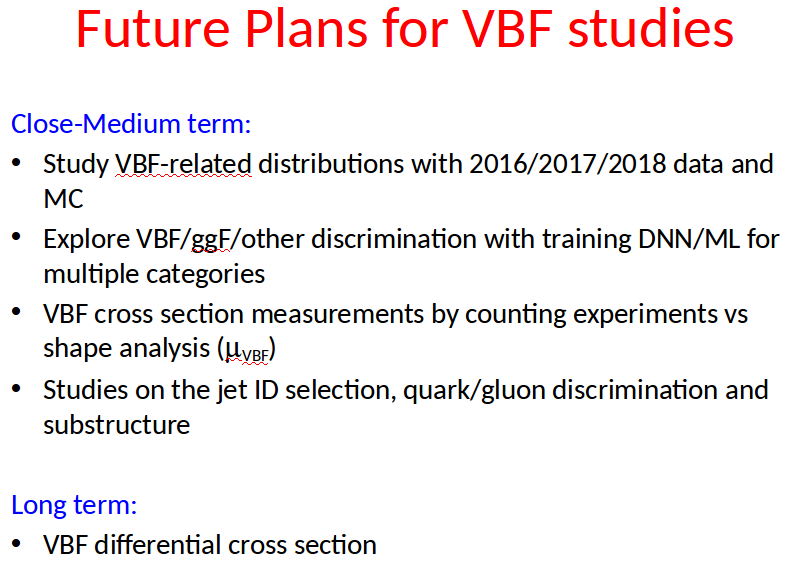 Future Plans for VBF studies
Close-Medium term:
• Study VBF-related distributions with 2016/2017/2018 data and
MC
• Explore VBF/ggF/other discrimination with training DNN/ML for
multiple categories
• VBF cross section measurements by counting experiments vs
shape analysis (μVBF)
• Studies on the jet ID selection, quark/gluon discrimination and
substructure
Long term:
• VBF differential cross section